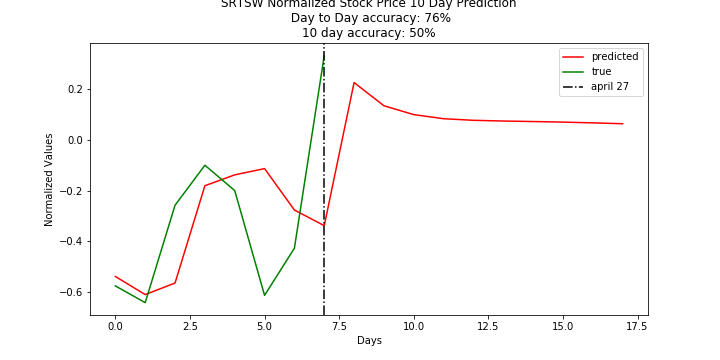 SRTSW Normalized Stock Price 10 Day Prediction
Day to Day accuracy: 76%
10 day accuracy: 50%
predicted
true
april 27
Normalized Values
0.2
0.0
−0.2
−0.4
−0.6
0.0 2.5 5.0 7.5 10.0 12.5 15.0 17.5
Days